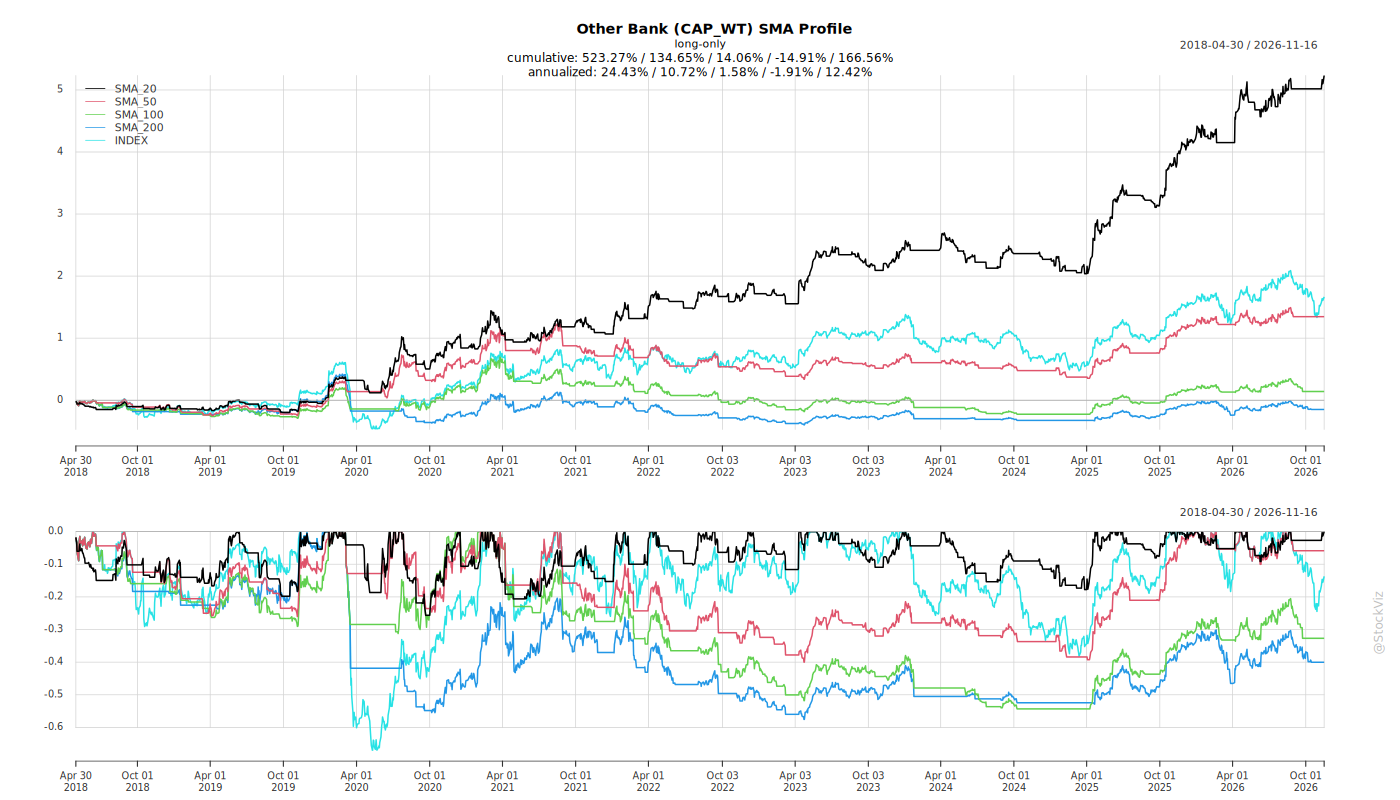 Other Bank (CAP_WT) SMA Profile
long-only
2018-04-30 / 2026-11-16
cumulative: 523.27% / 134.65% / 14.06% / -14.91% / 166.56%
annualized: 24.43% / 10.72% / 1.58% / -1.91% / 12.42%
SMA_20
SMA_50
SMA_100
SMA_200
INDEX
5
4
3
2
1
0
Apr 30 Oct 01 Apr 01 Oct 01 Apr 01 Oct 01 Apr 01 Oct 01 Apr 01 Oct 03 Apr 03 Oct 03 Apr 01 Oct 01 Apr 01 Oct 01 Apr 01 Oct 01
2018 2018 2019 2019 2020 2020 2021 2021 2022 2022 2023 2023 2024 2024 2025 2025 2026 2026
2018-04-30 / 2026-11-16
0.0
-0.1
-0.2
-0.3
-0.4
-0.5
-0.6
Apr 30 Oct 01 Apr 01 Oct 01 Apr 01 Oct 01 Apr 01 Oct 01 Apr 01 Oct 03 Apr 03 Oct 03 Apr 01 Oct 01 Apr 01 Oct 01 Apr 01 Oct 01
2018 2018 2019 2019 2020 2020 2021 2021 2022 2022 2023 2023 2024 2024 2025 2025 2026 2026
@StockViz